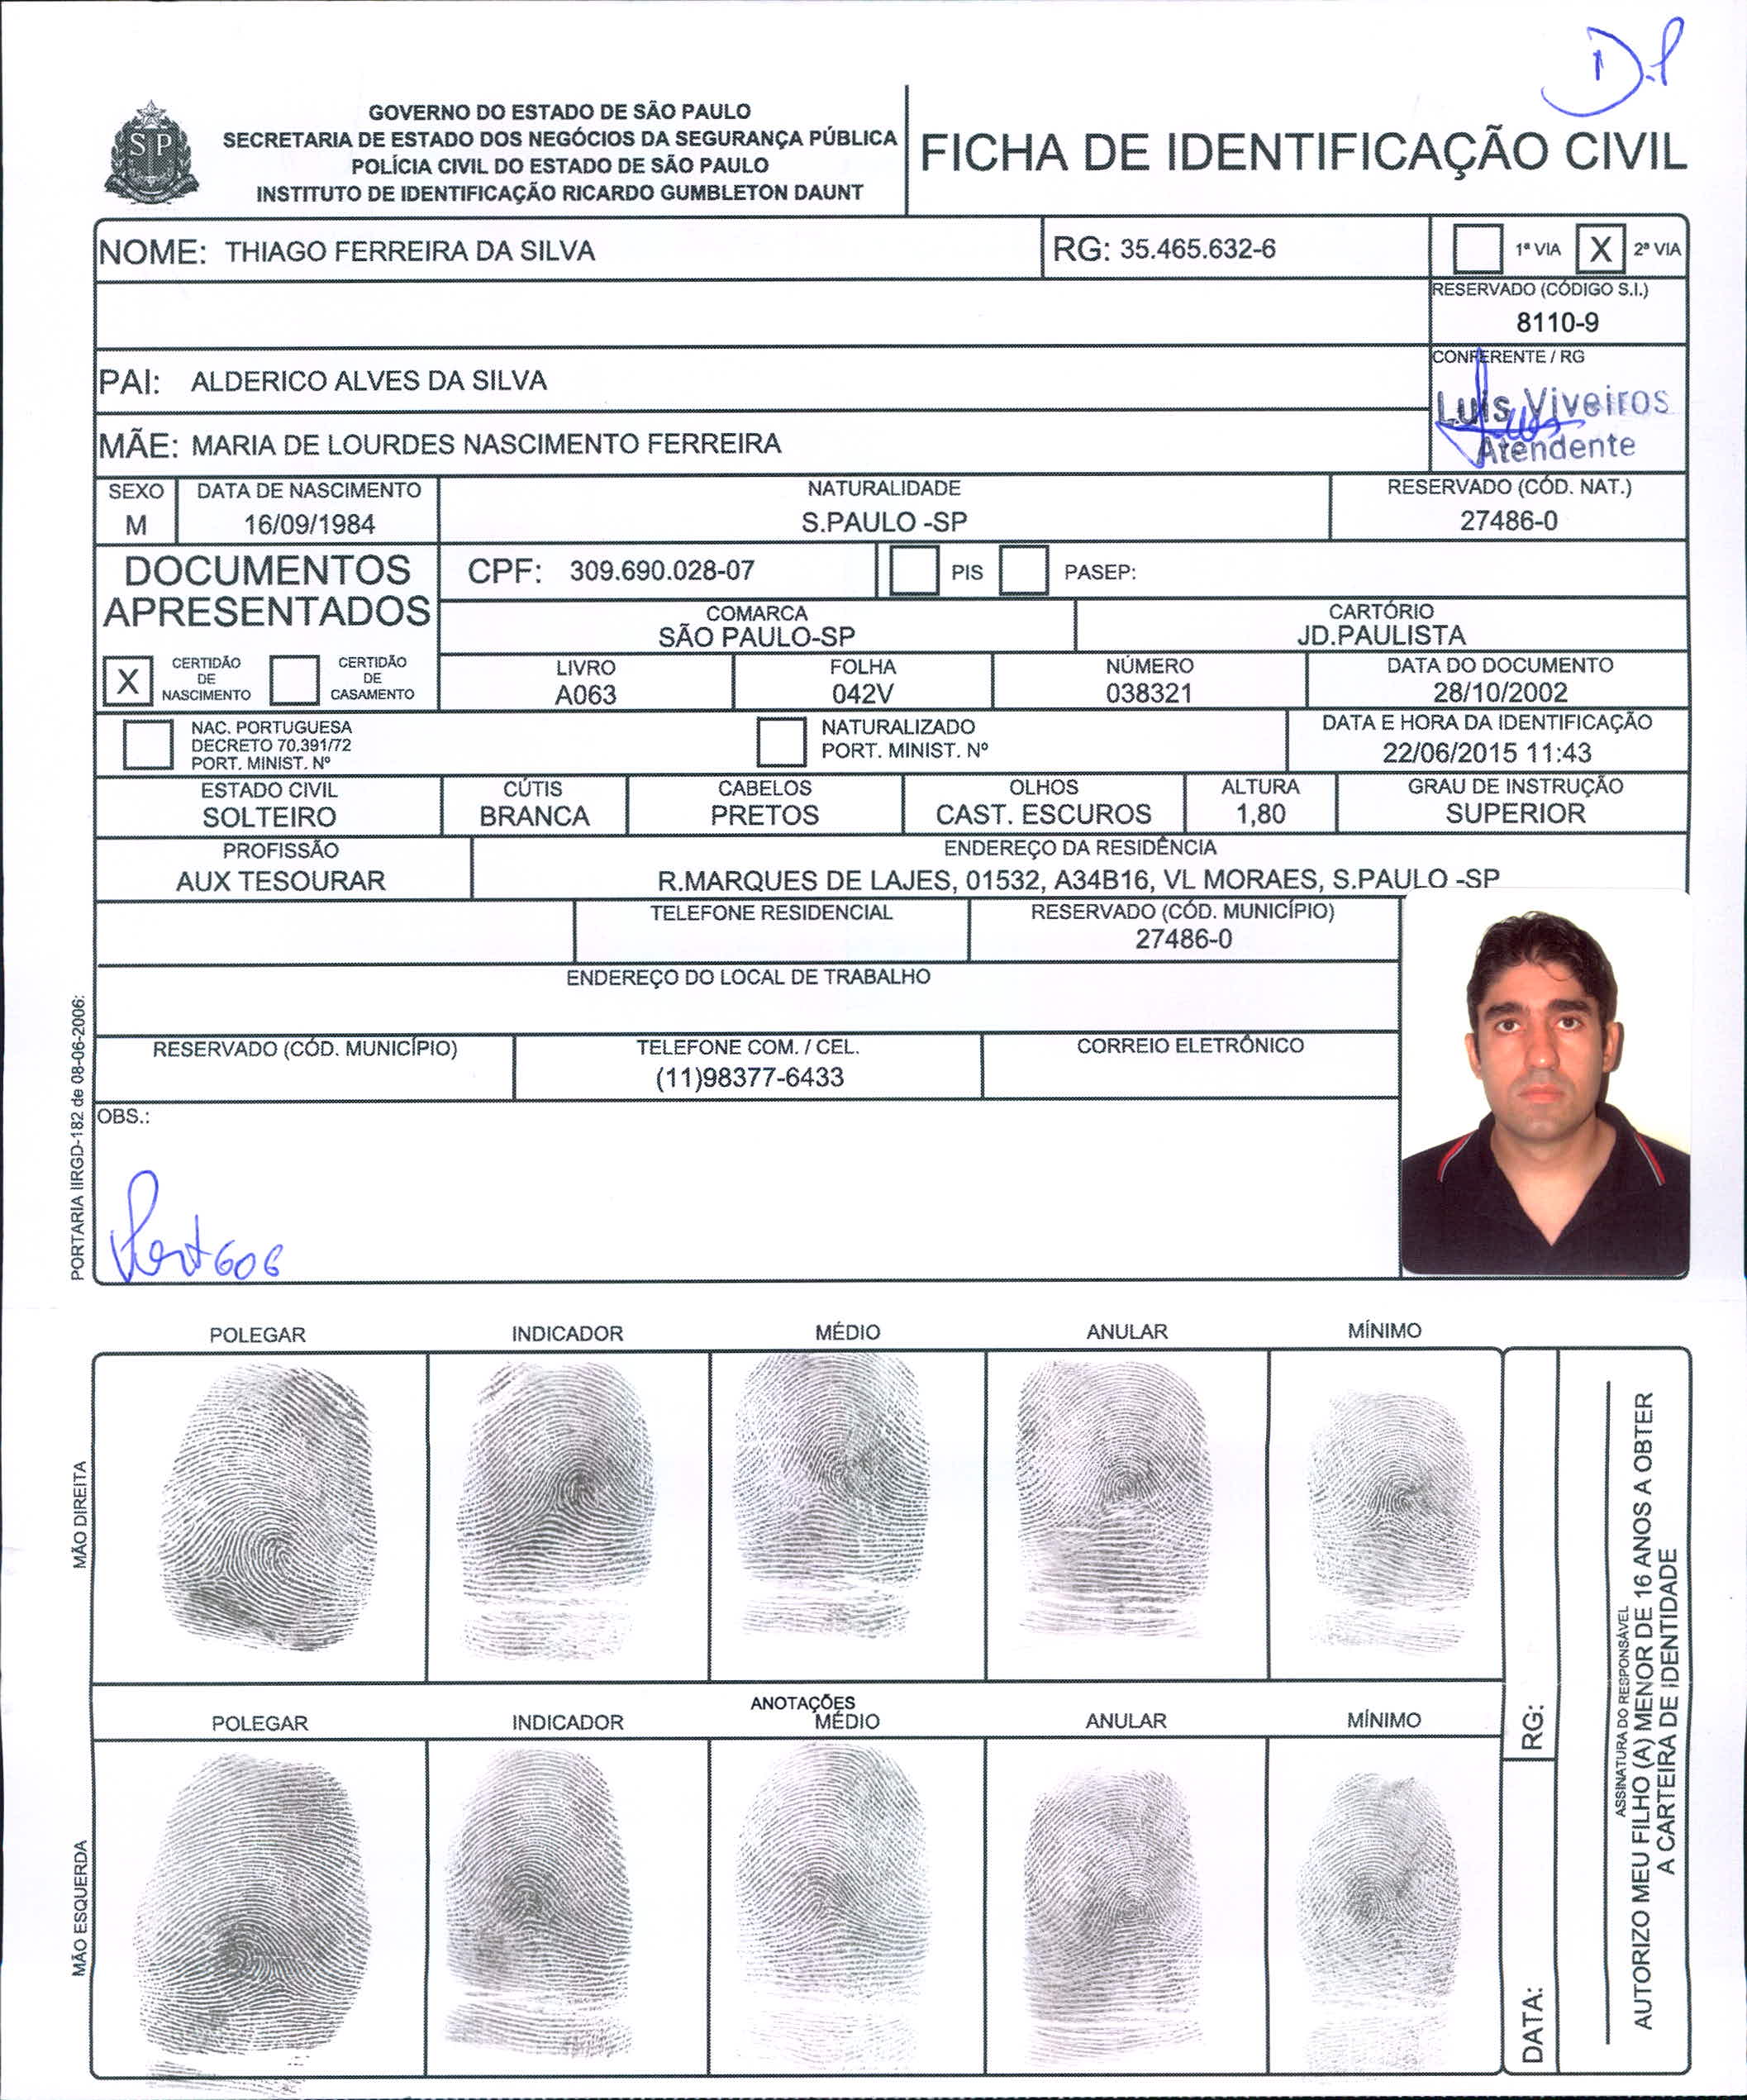 D.P
GOVERNO DO ESTADO DE SÃO PAULO
SECRETARIA DE ESTADO DOS NEGÓCIOS DA SEGURANÇA PÚBLICA
POLÍCIA CIVIL DO ESTADO DE SÃO PAULO
INSTITUTO DE IDENTIFICAÇÃO RICARDO GUMBLETON DAUNT
SP
FICHA DE IDENTIFICAÇÃO CIVIL
NOME: THIAGO FERREIRA DA SILVA
RG: 35.465.632-6
1ª VIA X 2ª VIA
RESERVADO (CÓDIGO S.I.)
8110-9
PAI: ALDERICO ALVES DA SILVA
CONFERENTE / RG
Luis Viveiros
Atendente
MÃE: MARIA DE LOURDES NASCIMENTO FERREIRA
SEXO
M
DATA DE NASCIMENTO
16/09/1984
NATURALIDADE
S.PAULO -SP
RESERVADO (CÓD. NAT.)
27486-0
DOCUMENTOS
APRESENTADOS
CPF: 309.690.028-07
PIS
PASEP:
COMARCA
SÃO PAULO-SP
CARTÓRIO
JD.PAULISTA
X CERTIDÃO
DE
NASCIMENTO
CERTIDÃO
DE
CASAMENTO
LIVRO
A063
FOLHA
042V
NÚMERO
038321
DATA DO DOCUMENTO
28/10/2002
NAC. PORTUGUESA
DECRETO 70.391/72
PORT. MINIST. Nº
NATURALIZADO
PORT. MINIST. Nº
DATA E HORA DA IDENTIFICAÇÃO
22/06/2015 11:43
ESTADO CIVIL
SOLTEIRO
CÚTIS
BRANCA
CABELOS
PRETOS
OLHOS
CAST. ESCUROS
ALTURA
1,80
GRAU DE INSTRUÇÃO
SUPERIOR
PROFISSÃO
AUX TESOURAR
ENDEREÇO DA RESIDÊNCIA
R.MARQUES DE LAJES, 01532, A34B16, VL MORAES, S.PAULO -SP
TELEFONE RESIDENCIAL
RESERVADO (CÓD. MUNICÍPIO)
27486-0
ENDEREÇO DO LOCAL DE TRABALHO
RESERVADO (CÓD. MUNICÍPIO)
TELEFONE COM. / CEL.
(11)98377-6433
CORREIO ELETRÔNICO
OBS.:
606
PORTARIA IIRGD-182 de 08-06-2006:
POLEGAR
INDICADOR
MÉDIO
ANULAR
MÍNIMO
MÃO DIREITA
ANOTAÇÕES
POLEGAR
INDICADOR
MÉDIO
ANULAR
MÍNIMO
MÃO ESQUERDA
RG:
DATA:
ASSINATURA DO RESPONSÁVEL
AUTORIZO MEU FILHO (A) MENOR DE 16 ANOS A OBTER
A CARTEIRA DE IDENTIDADE